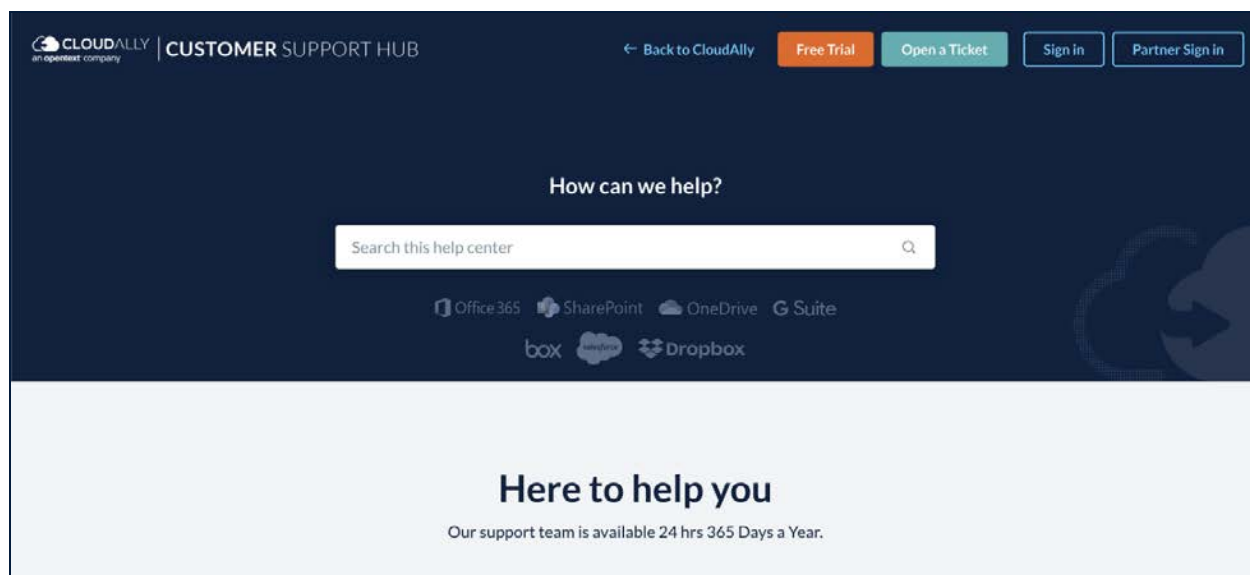 CLOUDALLY
an opentext company
CUSTOMER SUPPORT HUB
← Back to CloudAlly
Free Trial
Open a Ticket
Sign in
Partner Sign in
How can we help?
Search this help center
Office 365 SharePoint OneDrive G Suite
box salesforce Dropbox
Here to help you
Our support team is available 24 hrs 365 Days a Year.